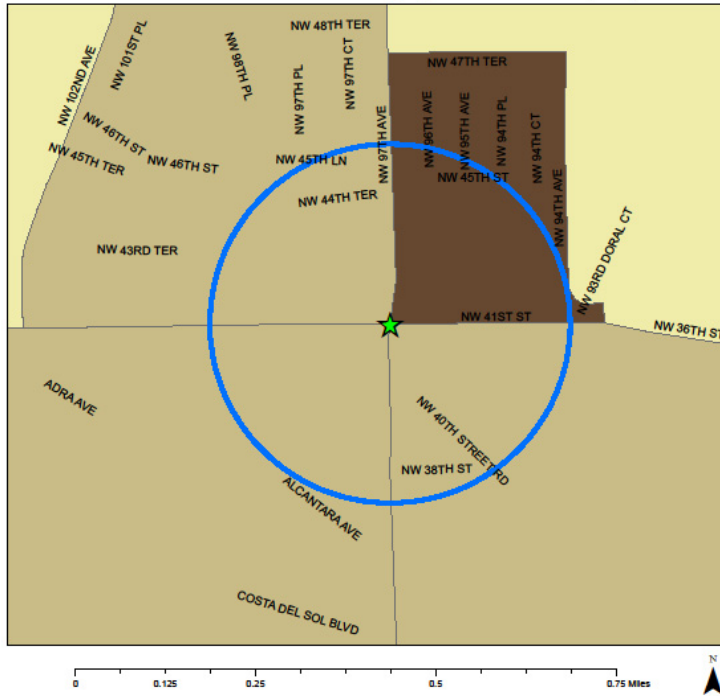 NW 48TH TER
NW 101ST PL
NW 98TH PL
NW 97TH CT
NW 47TH TER
NW 102ND AVE
NW 97TH PL
NW 97TH AVE
NW 96TH AVE
NW 95TH AVE
NW 94TH PL
NW 94TH CT
NW 46TH ST
NW 45TH TER
NW 46TH ST
NW 45TH LN
NW 45TH ST
NW 44TH TER
NW 94TH AVE
NW 43RD TER
NW 93RD DORAL CT
NW 41ST ST
NW 36TH ST
ADRA AVE
NW 40TH STREET RD
NW 38TH ST
ALCANTARA AVE
COSTA DEL SOL BLVD
N
0 0.125 0.25 0.5 0.75 Miles